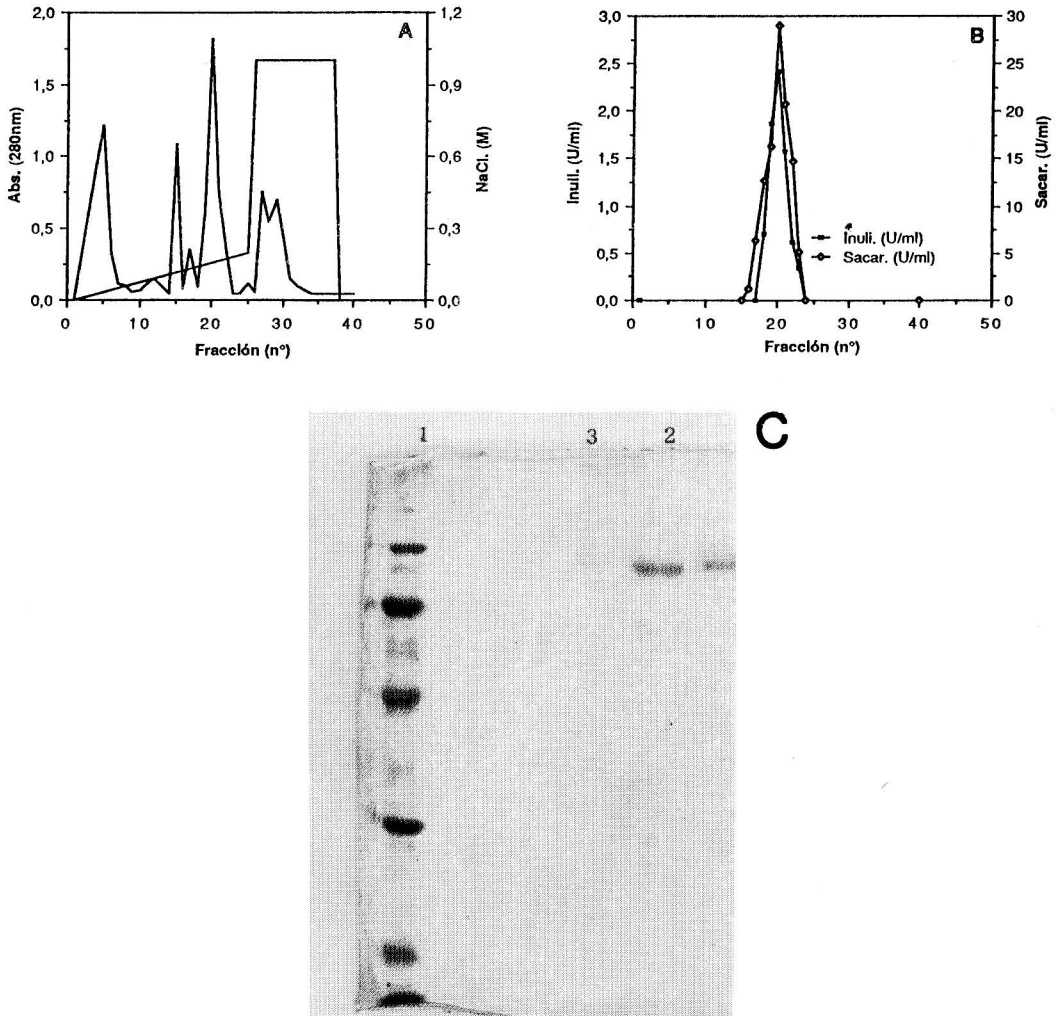 A
Abs. (280nm)
2,0
1,5
1,0
0,5
0,0
1,2
0,9
0,6
0,3
0,0
NaCl. (M)
0 10 20 30 40 50
Fracción (n°)
B
Inuli. (U/ml)
3,0
2,5
2,0
1,5
1,0
0,5
0,0
30
25
20
15
10
5
0
Sacar. (U/ml)
Inuli. (U/ml)
Sacar. (U/ml)
0 10 20 30 40 50
Fracción (n°)
C
1 3 2